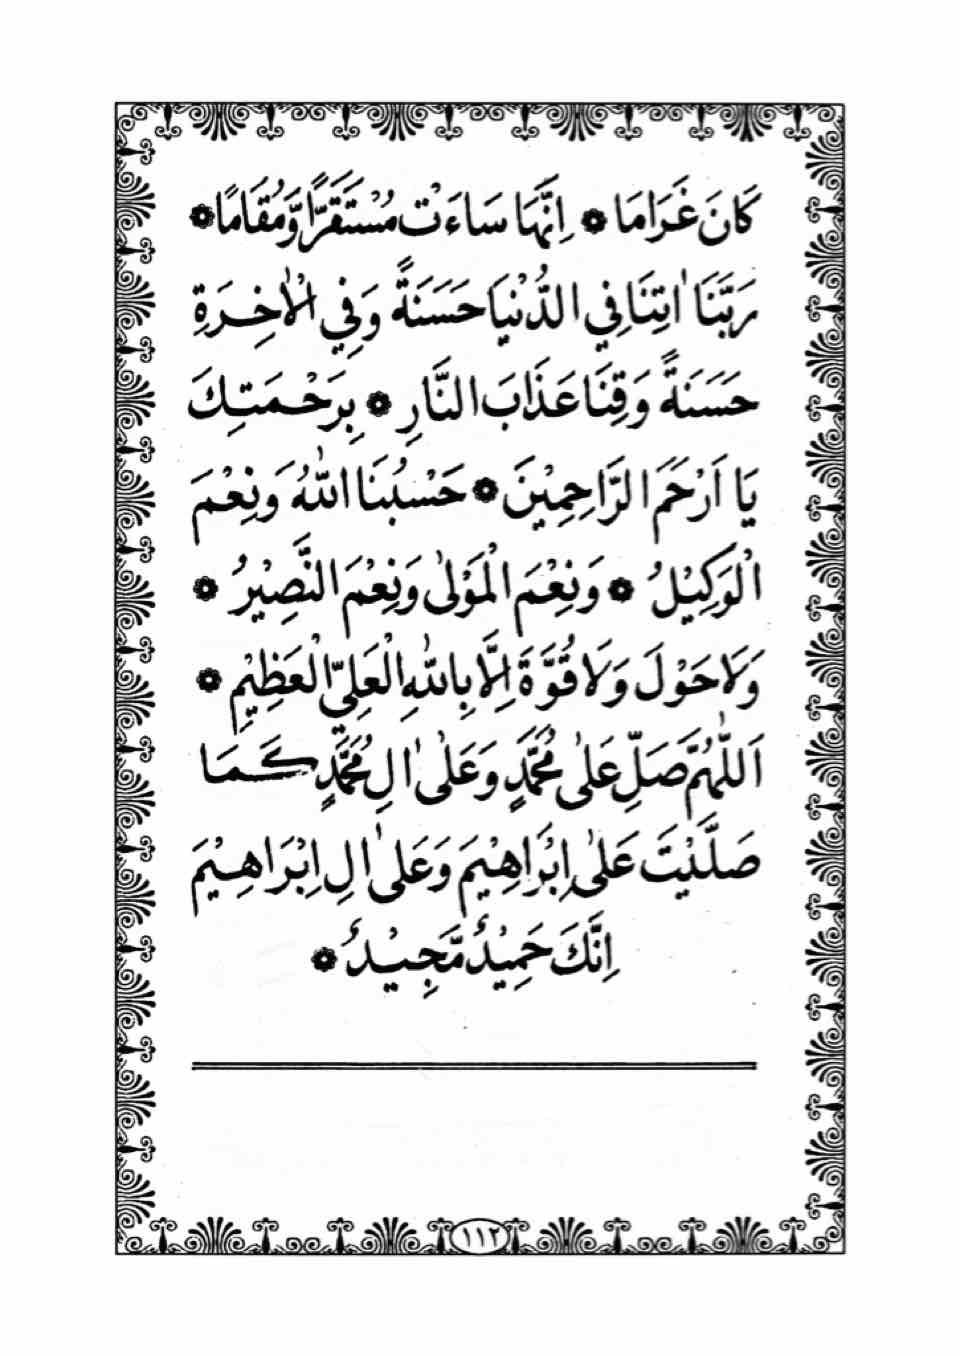 كَانَ غَرَامَا ۞ اِنَّهَا سَاءَتْ مُسْتَقَرًّا وَّمُقَامًا ۞
رَبَّنَا اٰتِنَا فِي الدُّنْيَا حَسَنَةً وَفِي الْاٰخِرَةِ
حَسَنَةً وَقِنَا عَذَابَ النَّارِ ۞ بِرَحْمَتِكَ
يَا اَرْحَمَ الرَّاحِمِيْنَ ۞ حَسْبُنَا اللّٰهُ وَنِعْمَ
الْوَكِيْلُ ۞ وَنِعْمَ الْمَوْلٰى وَنِعْمَ النَّصِيْرُ ۞
وَلَا حَوْلَ وَلَا قُوَّةَ اِلَّا بِاللّٰهِ الْعَلِيِّ الْعَظِيْمِ ۞
اَللّٰهُمَّ صَلِّ عَلٰى مُحَمَّدٍ وَعَلٰى اٰلِ مُحَمَّدٍ كَمَا
صَلَّيْتَ عَلٰى اِبْرَاهِيْمَ وَعَلٰى اٰلِ اِبْرَاهِيْمَ
اِنَّكَ حَمِيْدٌ مَّجِيْدٌ ۞
١١٢